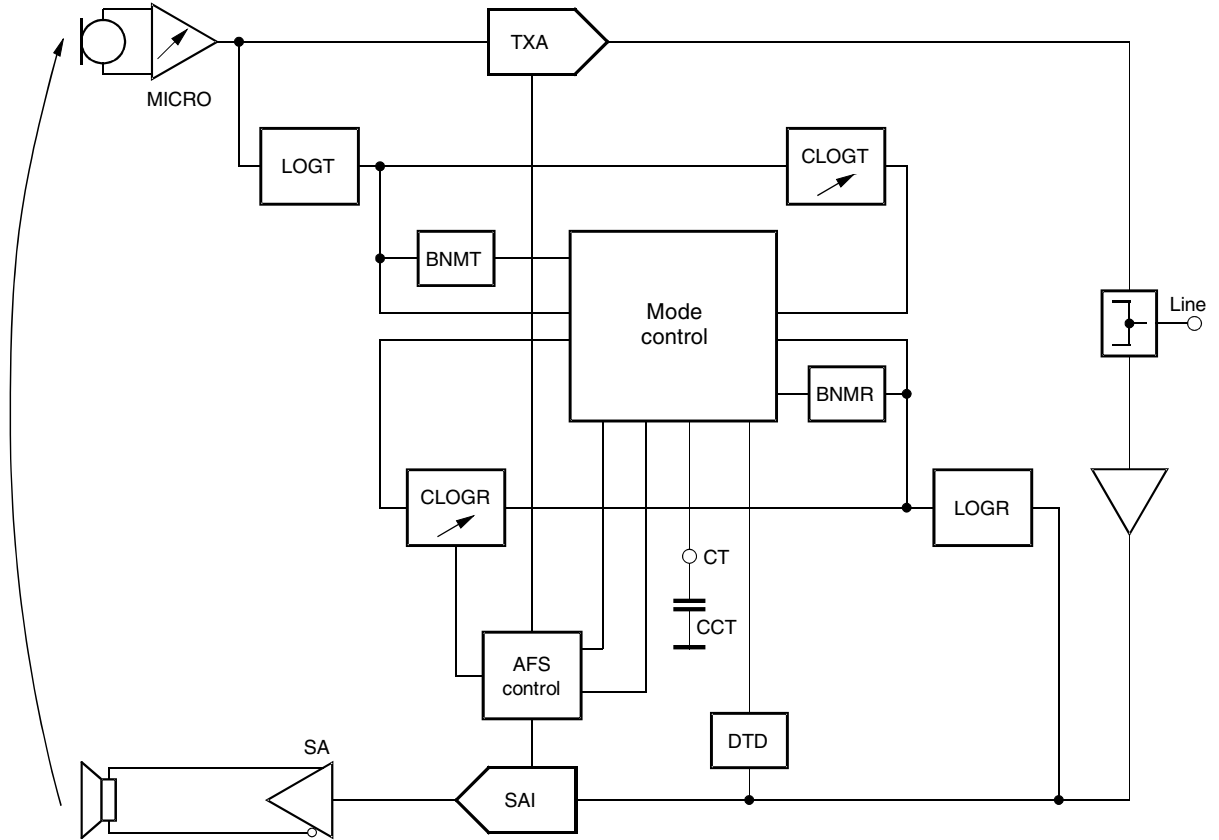 TXA
MICRO
LOGT
CLOGT
BNMT
Mode
control
Line
BNMR
CLOGR
LOGR
CT
CCT
AFS
control
DTD
SA
SAI